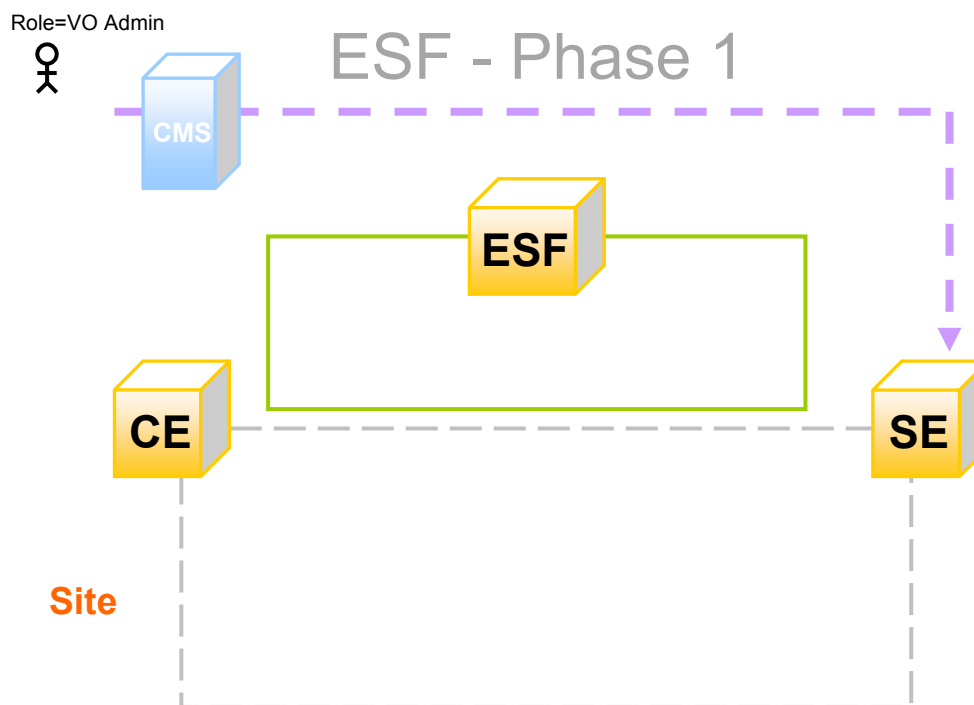 Role=VO Admin
ESF - Phase 1
CMS
ESF
CE
SE
Site